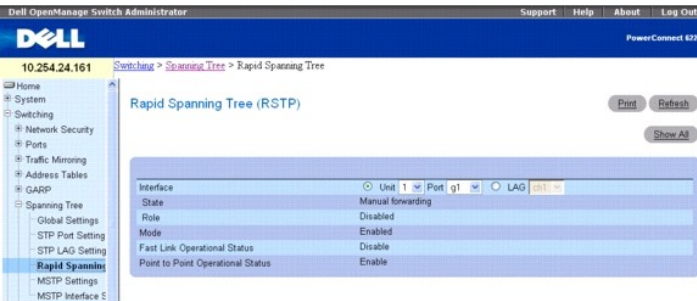 Dell OpenManage Switch Administrator Support Help About Log Out
DELL
PowerConnect 622
10.254.24.161
Switching > Spanning Tree > Rapid Spanning Tree
Home
System
Switching
Network Security
Ports
Traffic Mirroring
Address Tables
GARP
Spanning Tree
Global Settings
STP Port Setting
STP LAG Setting
Rapid Spanning
MSTP Settings
MSTP Interface S
Rapid Spanning Tree (RSTP)
Print Refresh
Show All
Interface Unit 1 Port g1 LAG ch1
State Manual forwarding
Role Disabled
Mode Enabled
Fast Link Operational Status Disable
Point to Point Operational Status Enable